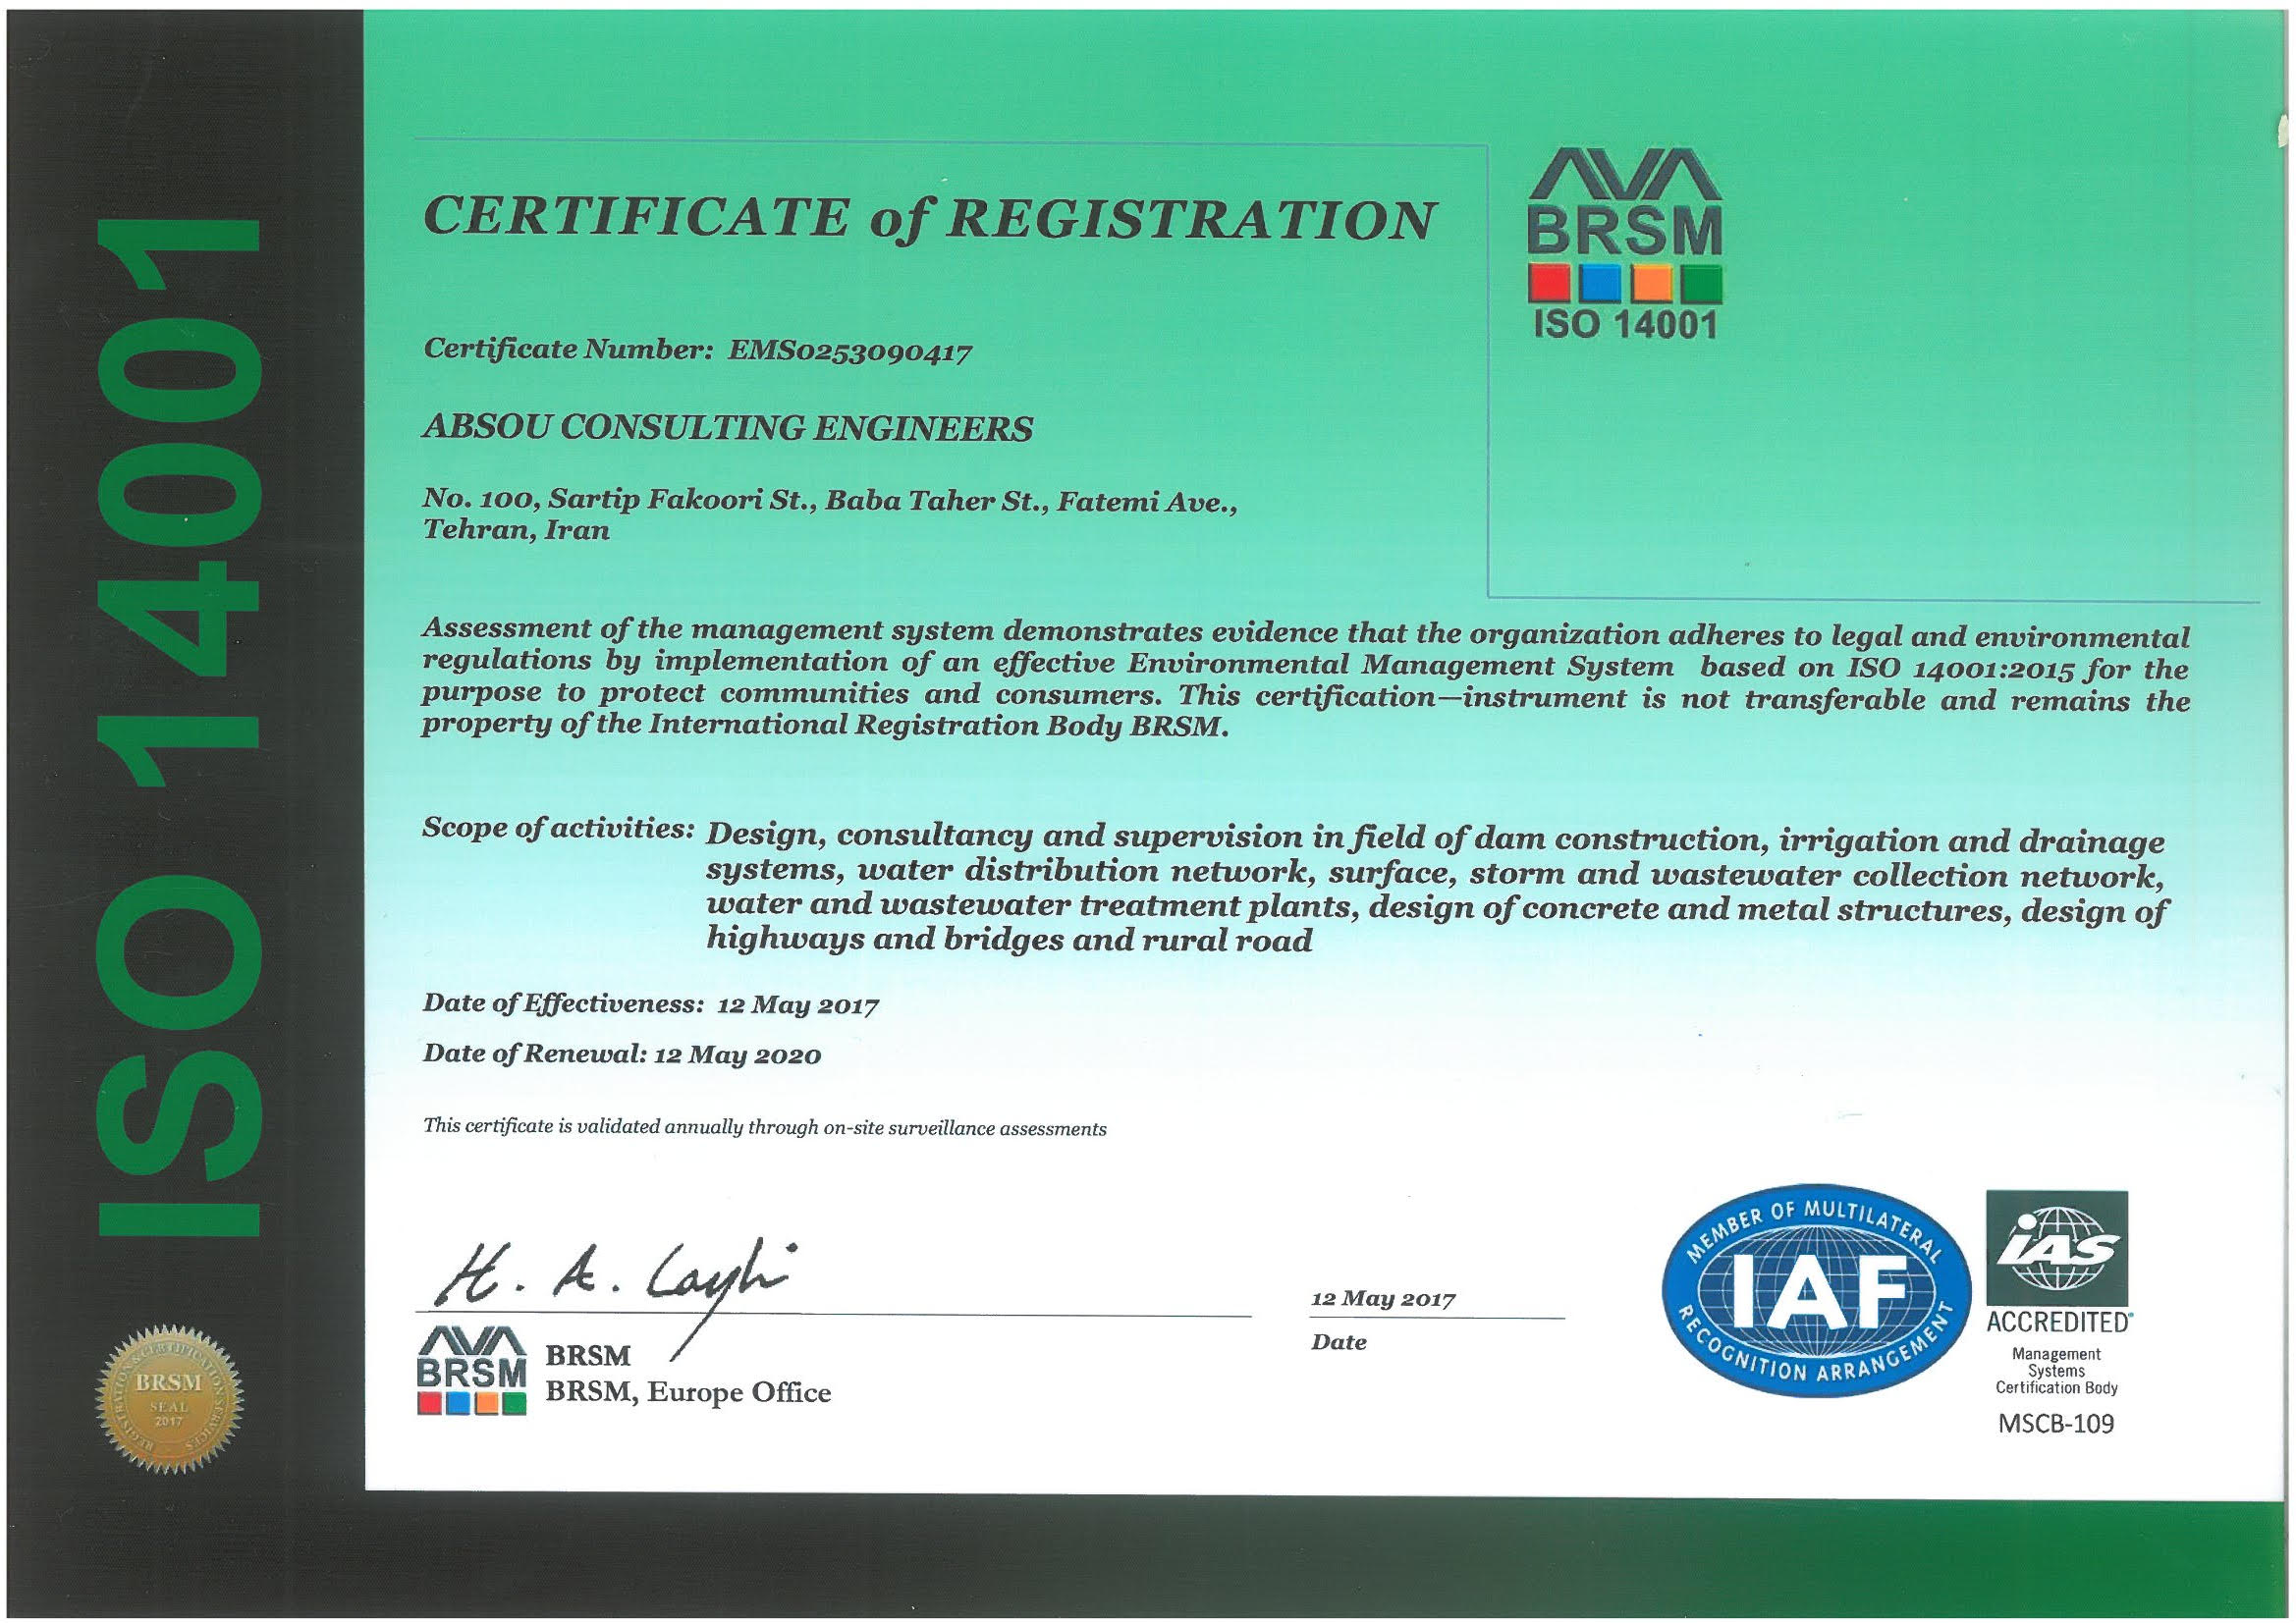 ISO 14001
CERTIFICATE of REGISTRATION
BRSM
ISO 14001
Certificate Number: EMS0253090417
ABSOU CONSULTING ENGINEERS
No. 100, Sartip Fakoori St., Baba Taher St., Fatemi Ave.,
Tehran, Iran
Assessment of the management system demonstrates evidence that the organization adheres to legal and environmental
regulations by implementation of an effective Environmental Management System based on ISO 14001:2015 for the
purpose to protect communities and consumers. This certification—instrument is not transferable and remains the
property of the International Registration Body BRSM.
Scope of activities: Design, consultancy and supervision in field of dam construction, irrigation and drainage
systems, water distribution network, surface, storm and wastewater collection network,
water and wastewater treatment plants, design of concrete and metal structures, design of
highways and bridges and rural road
Date of Effectiveness: 12 May 2017
Date of Renewal: 12 May 2020
This certificate is validated annually through on-site surveillance assessments
H. A.
12 May 2017
Date
BRSM
BRSM
BRSM, Europe Office
MEMBER OF MULTILATERAL
IAF
RECOGNITION ARRANGEMENT
iAS
ACCREDITED®
Management
Systems
Certification Body
MSCB-109
REGISTRATION & CERTIFICATION SERVICES
BRSM
SEAL
2017